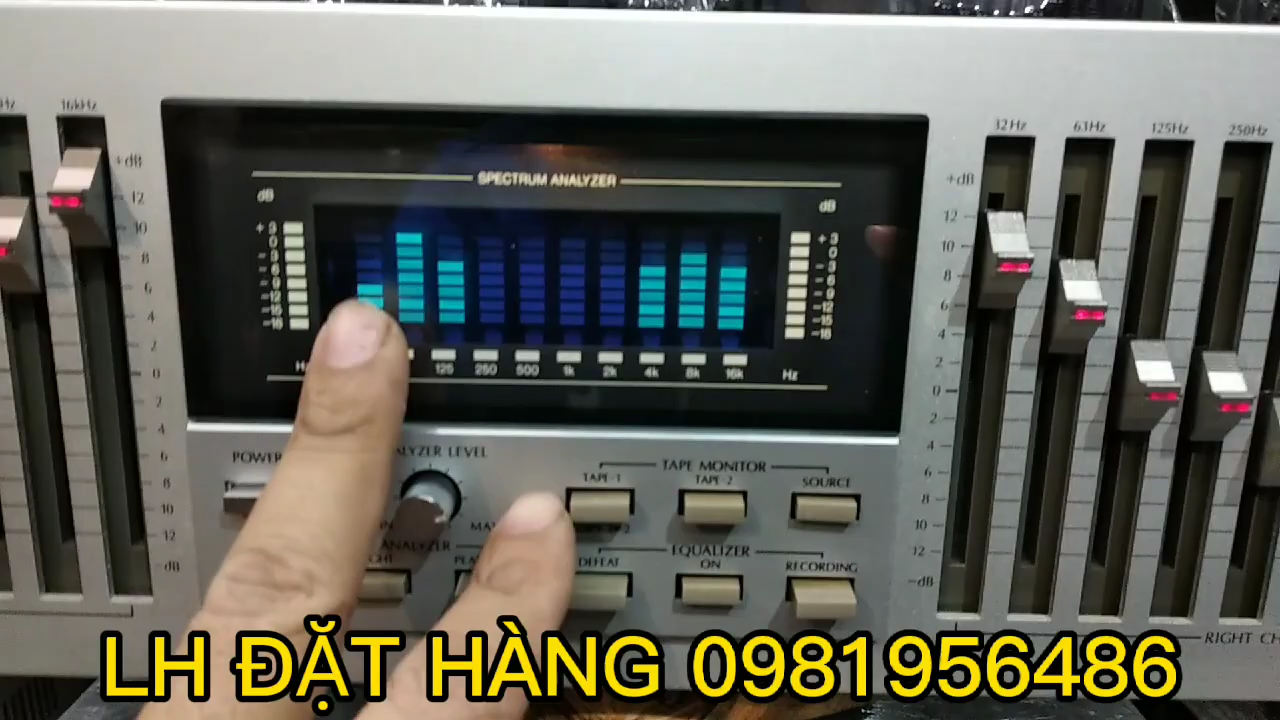 16kHz
32Hz 63Hz 125Hz 250Hz
+dB
+dB
SPECTRUM ANALYZER
dB
dB
+3
0
-3
-6
-9
-12
-15
-18
+3
0
-3
-6
-9
-12
-15
-18
125 250 500 1k 2k 4k 8k 16k Hz
12
10
8
6
4
2
0
2
4
6
8
10
12
dB
12
10
8
6
4
2
0
2
4
6
8
10
12
-dB
POWER
LYZER LEVEL
TAPE MONITOR
TAPE-1 TAPE-2 SOURCE
ANALYZER
EQUALIZER
DEFEAT ON RECORDING
RIGHT CH
LH ĐẶT HÀNG 0981956486